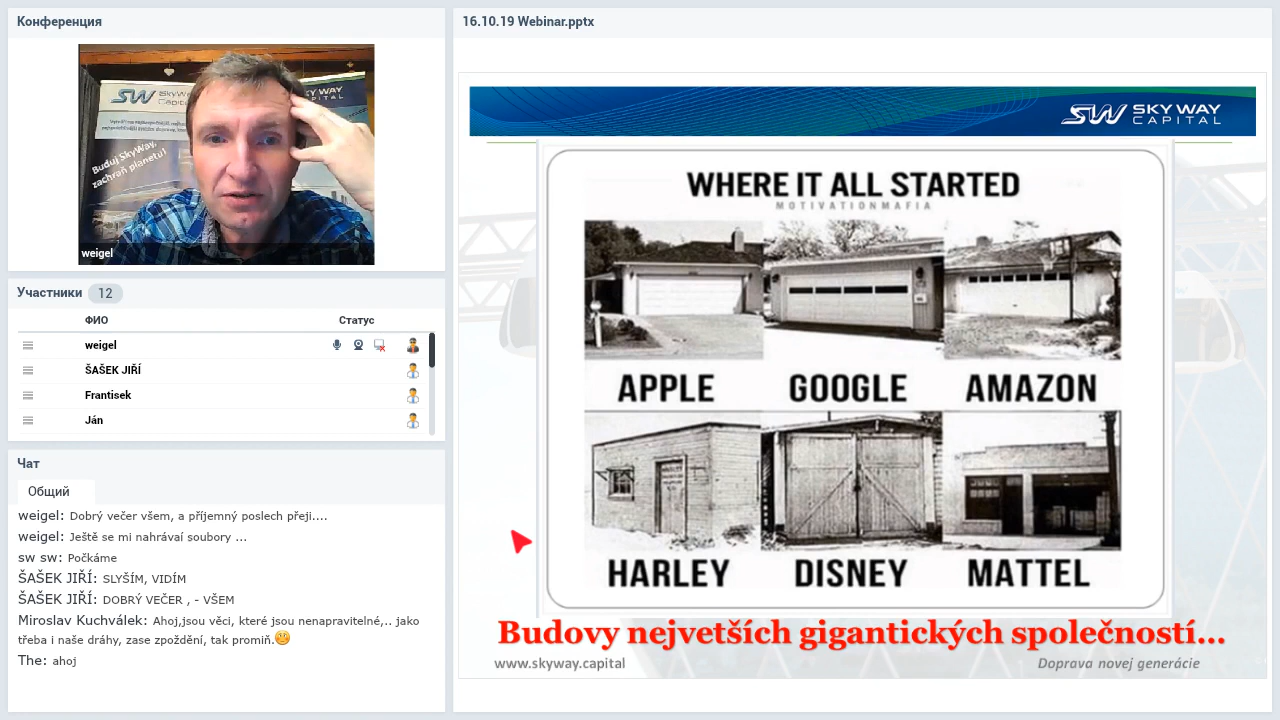 Конференция
SW SKYWAY CAPITAL
Buduj SkyWay,
zachraň planetu!
weigel
Участники 12
ФИО Статус
weigel
ŠAŠEK JIŘÍ
Frantisek
Ján
Чат
Общий
weigel: Dobrý večer všem, a příjemný poslech přeji....
weigel: Ještě se mi nahrávaí soubory ...
sw sw: Počkáme
ŠAŠEK JIŘÍ: SLYŠÍM, VIDÍM
ŠAŠEK JIŘÍ: DOBRÝ VEČER , - VŠEM
Miroslav Kuchválek: Ahoj,jsou věci, které jsou nenapravitelné,.. jako
třeba i naše dráhy, zase zpoždění, tak promiň.
The: ahoj
16.10.19 Webinar.pptx
SW SKY WAY
CAPITAL
WHERE IT ALL STARTED
MOTIVATIONMAFIA
APPLE GOOGLE AMAZON
HARLEY DISNEY MATTEL
Budovy nejvetších gigantických společností...
www.skyway.capital Doprava novej generácie